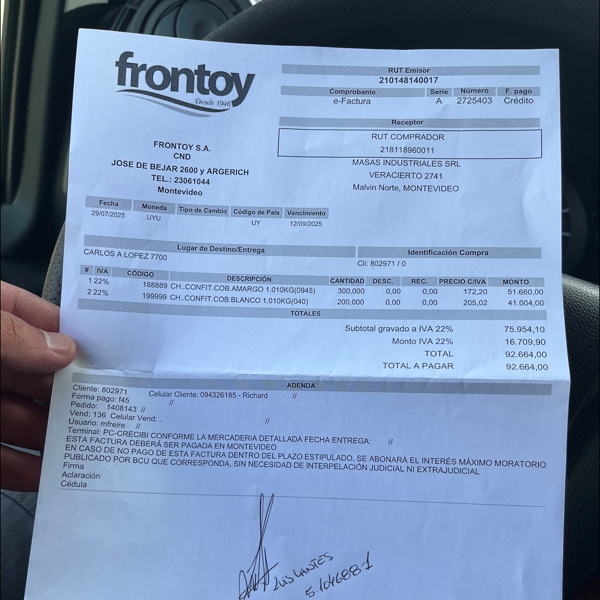 frontoy
Desde 1946
FRONTOY S.A.
CND
JOSE DE BEJAR 2600 y ARGERICH
TEL.: 23061044
Montevideo
RUT Emisor
210148140017
Comprobante Serie Número F. pago
e-Factura A 2725403 Crédito
Receptor
RUT COMPRADOR
218118960011
MASAS INDUSTRIALES SRL
VERACIERTO 2741
Malvin Norte, MONTEVIDEO
Fecha Moneda Tipo de Cambio Código de País Vencimiento
29/07/2025 UYU UY 12/09/2025
Lugar de Destino/Entrega Identificación Compra
CARLOS A LOPEZ 7700 Cli: 802971 / 0
# IVA CÓDIGO DESCRIPCIÓN CANTIDAD DESC. REC. PRECIO C/IVA MONTO
1 22% 188889 CH..CONFIT.COB.AMARGO 1.010KG(0945) 300,000 0,00 0,00 172,20 51.660,00
2 22% 199999 CH..CONFIT.COB.BLANCO 1.010KG(040) 200,000 0,00 0,00 205,02 41.004,00
TOTALES
Subtotal gravado a IVA 22% 75.954,10
Monto IVA 22% 16.709,90
TOTAL 92.664,00
TOTAL A PAGAR 92.664,00
ADENDA
Cliente: 802971 Celular Cliente: 094326185 - Richard //
Forma pago: f45 //
Pedido: 1408143 //
Vend: 136 Celular Vend: . //
Usuario: mfreire //
Terminal: PC-CRECIBI CONFORME LA MERCADERIA DETALLADA FECHA ENTREGA: //
ESTA FACTURA DEBERÁ SER PAGADA EN MONTEVIDEO
EN CASO DE NO PAGO DE ESTA FACTURA DENTRO DEL PLAZO ESTIPULADO, SE ABONARÁ EL INTERÉS MÁXIMO MORATORIO
PUBLICADO POR BCU QUE CORRESPONDA, SIN NECESIDAD DE INTERPELACIÓN JUDICIAL NI EXTRAJUDICIAL
Firma
Aclaración
Cédula